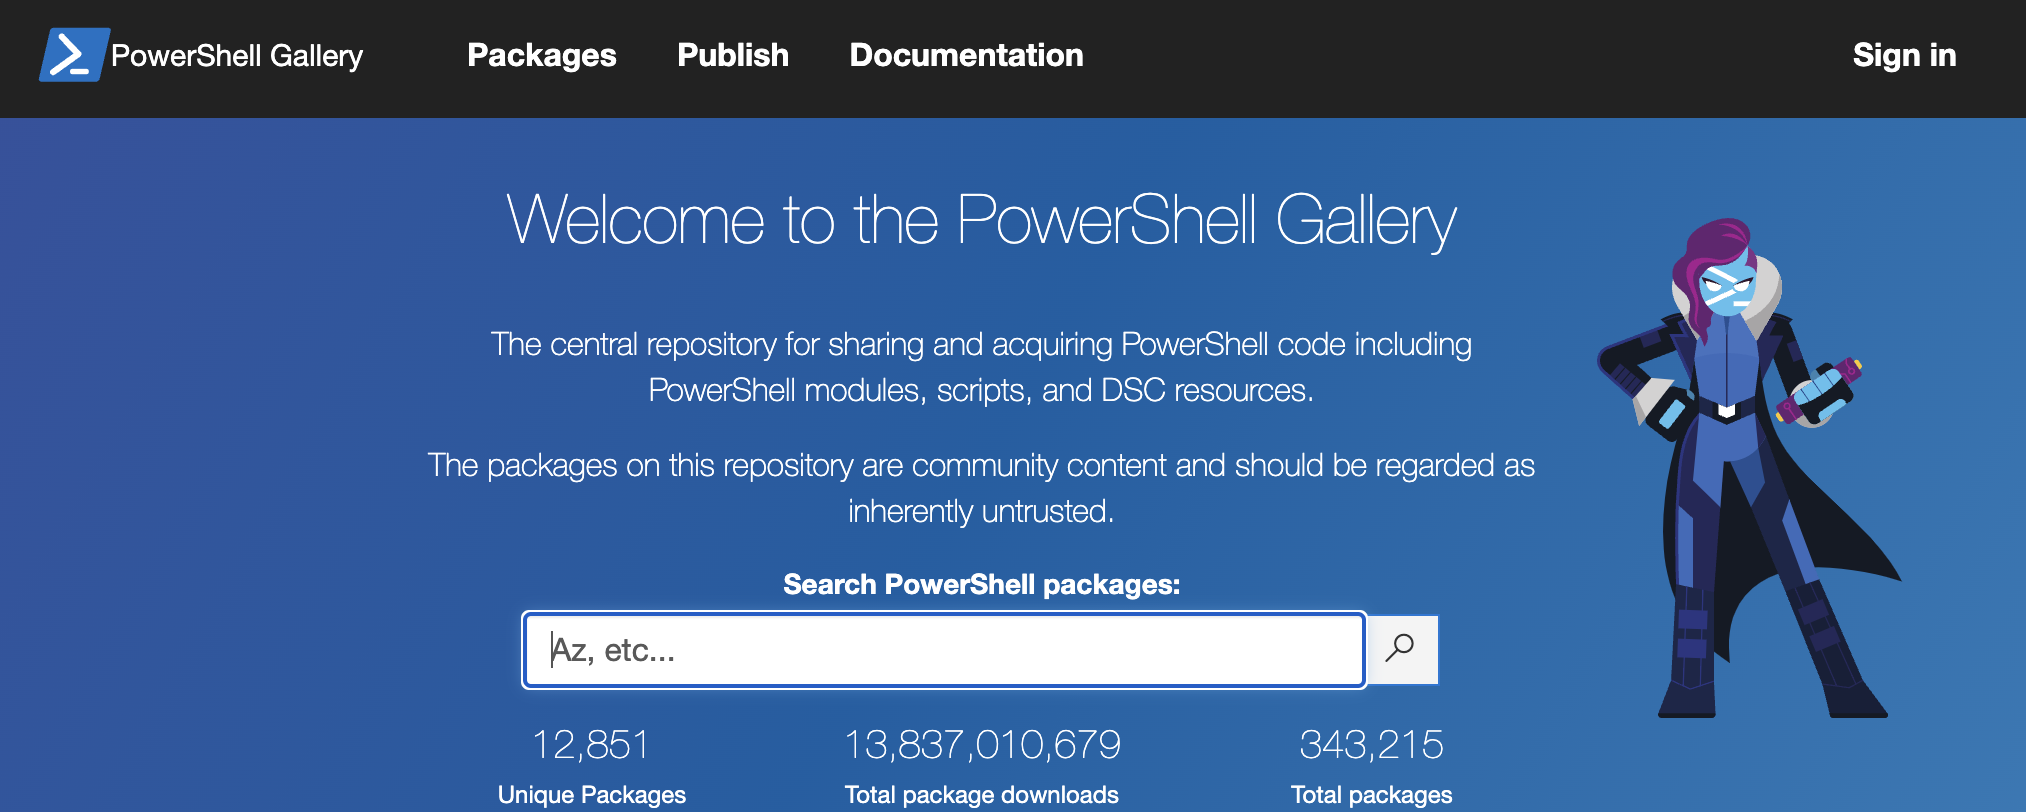 PowerShell Gallery Packages Publish Documentation Sign in
Welcome to the PowerShell Gallery
The central repository for sharing and acquiring PowerShell code including
PowerShell modules, scripts, and DSC resources.
The packages on this repository are community content and should be regarded as
inherently untrusted.
Search PowerShell packages:
Az, etc...
12,851 13,837,010,679 343,215
Unique Packages Total package downloads Total packages